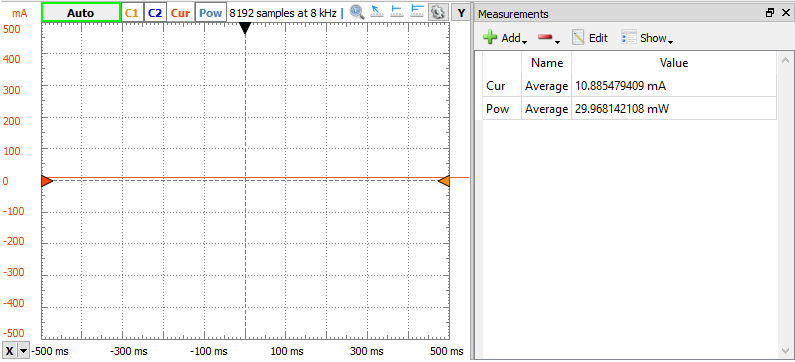 mA Auto C1 C2 Cur Pow 8192 samples at 8 kHz | Y
500
400
300
200
100
0
-100
-200
-300
-400
-500
X -500 ms -300 ms -100 ms 100 ms 300 ms 500 ms
Measurements
Add Edit Show
Name Value
Cur Average 10.885479409 mA
Pow Average 29.968142108 mW